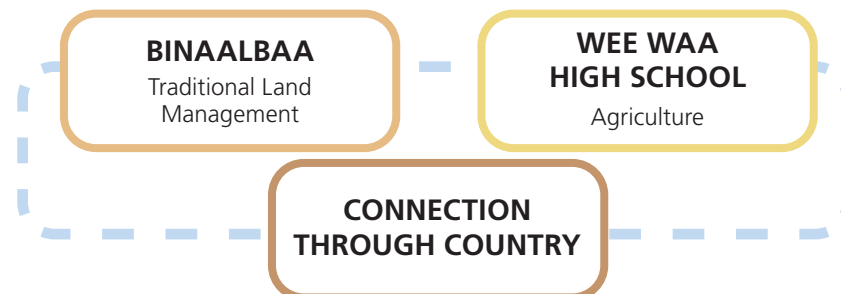 BINAALBAA
Traditional Land
Management
WEE WAA
HIGH SCHOOL
Agriculture
CONNECTION
THROUGH COUNTRY